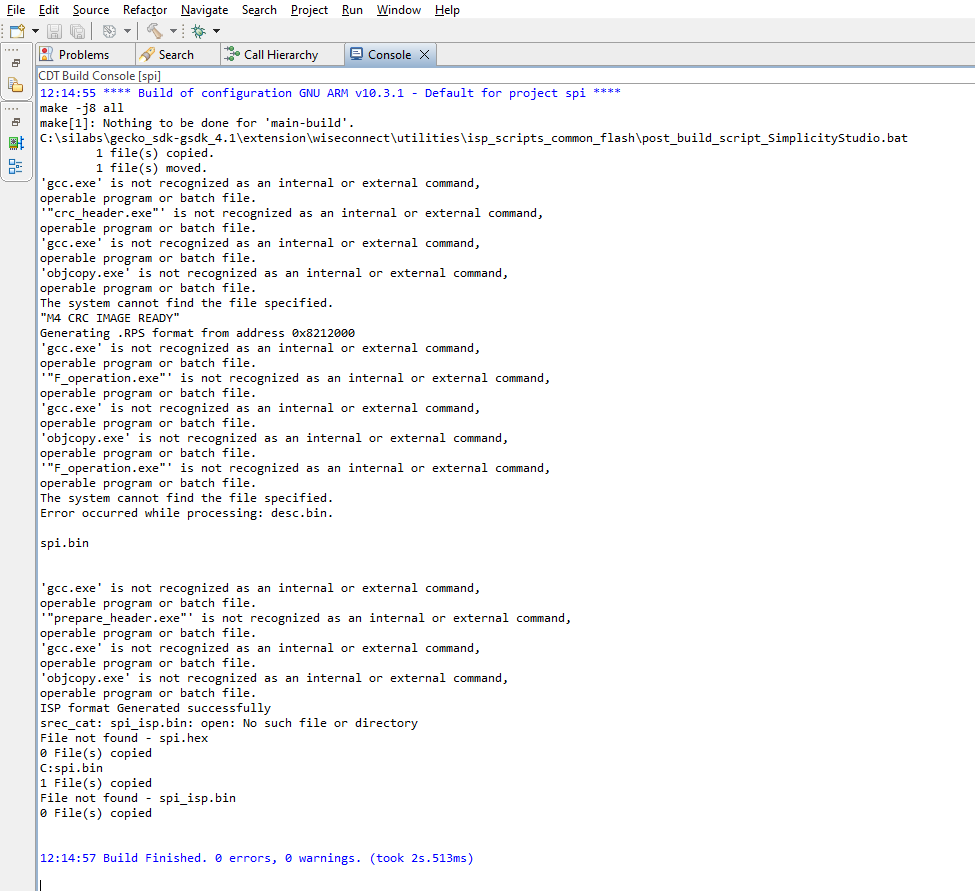 File Edit Source Refactor Navigate Search Project Run Window Help
Problems Search Call Hierarchy Console
CDT Build Console [spi]
12:14:55 **** Build of configuration GNU ARM v10.3.1 - Default for project spi ****
make -j8 all
make[1]: Nothing to be done for 'main-build'.
C:\silabs\gecko_sdk-gsdk_4.1\extension\wiseconnect\utilities\isp_scripts_common_flash\post_build_script_SimplicityStudio.bat
1 file(s) copied.
1 file(s) moved.
'gcc.exe' is not recognized as an internal or external command,
operable program or batch file.
'"crc_header.exe"' is not recognized as an internal or external command,
operable program or batch file.
'gcc.exe' is not recognized as an internal or external command,
operable program or batch file.
'objcopy.exe' is not recognized as an internal or external command,
operable program or batch file.
The system cannot find the file specified.
"M4 CRC IMAGE READY"
Generating .RPS format from address 0x8212000
'gcc.exe' is not recognized as an internal or external command,
operable program or batch file.
'"F_operation.exe"' is not recognized as an internal or external command,
operable program or batch file.
'gcc.exe' is not recognized as an internal or external command,
operable program or batch file.
'objcopy.exe' is not recognized as an internal or external command,
operable program or batch file.
'"F_operation.exe"' is not recognized as an internal or external command,
operable program or batch file.
The system cannot find the file specified.
Error occurred while processing: desc.bin.
spi.bin
'gcc.exe' is not recognized as an internal or external command,
operable program or batch file.
'"prepare_header.exe"' is not recognized as an internal or external command,
operable program or batch file.
'gcc.exe' is not recognized as an internal or external command,
operable program or batch file.
'objcopy.exe' is not recognized as an internal or external command,
operable program or batch file.
ISP format Generated successfully
srec_cat: spi_isp.bin: open: No such file or directory
File not found - spi.hex
0 File(s) copied
C:spi.bin
1 File(s) copied
File not found - spi_isp.bin
0 File(s) copied
12:14:57 Build Finished. 0 errors, 0 warnings. (took 2s.513ms)